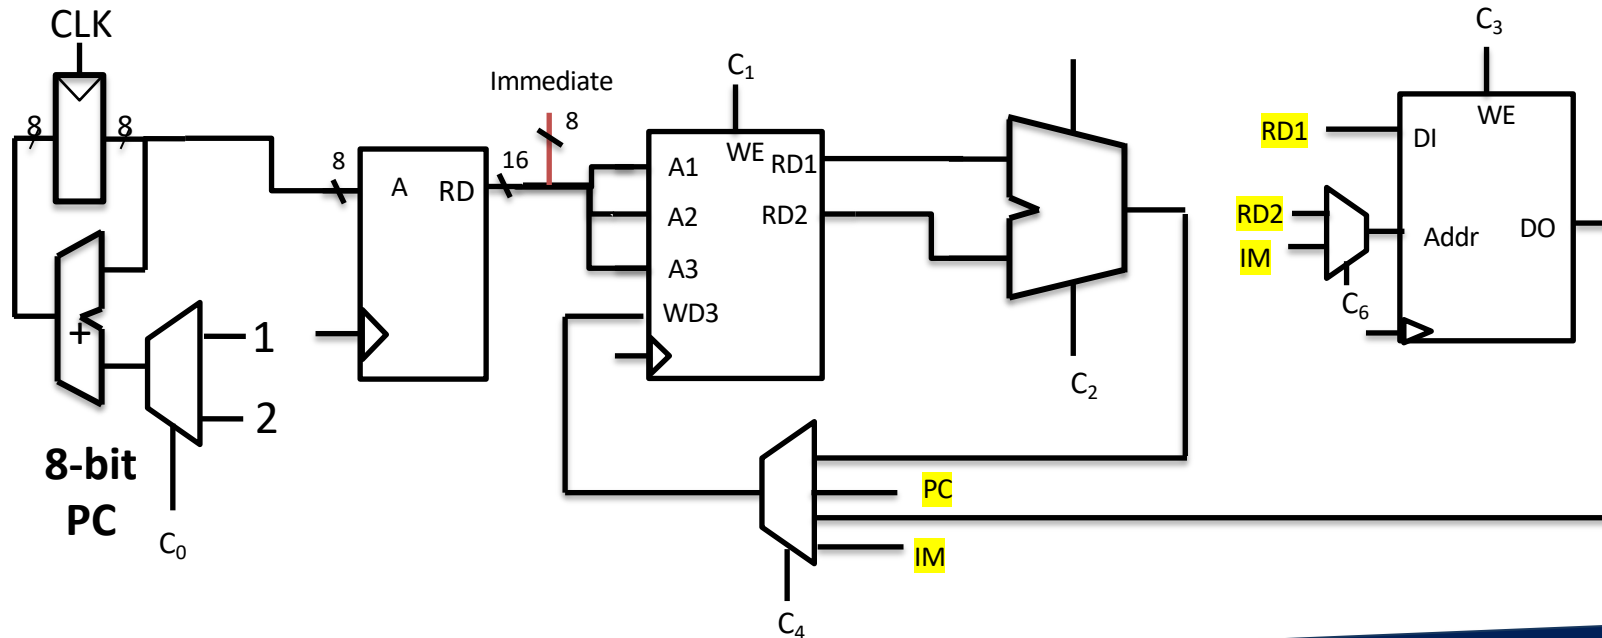 CLK
8
8
+
1
2
8-bit
PC
C₀
8
A
RD
16
Immediate
8
C₁
WE
A1
RD1
A2
RD2
A3
WD3
C₂
PC
IM
C₄
C₃
WE
RD1
DI
RD2
IM
Addr
DO
C₆